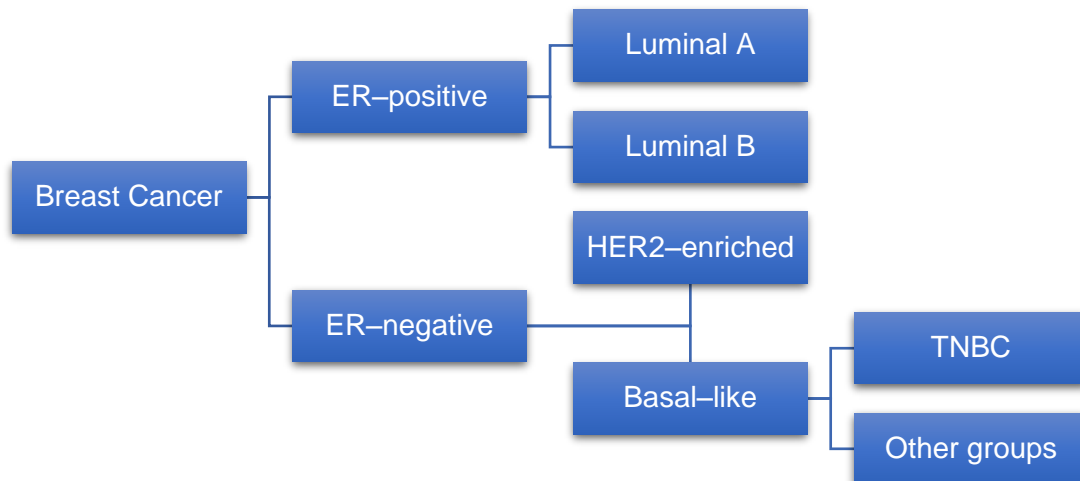 Breast Cancer
ER–positive
Luminal A
Luminal B
ER–negative
HER2–enriched
Basal–like
TNBC
Other groups